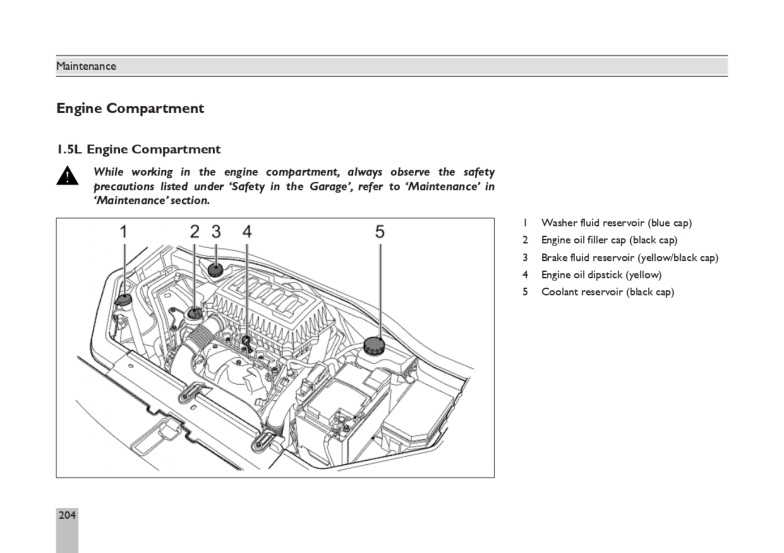 Maintenance
Engine Compartment
1.5L Engine Compartment
While working in the engine compartment, always observe the safety
precautions listed under ‘Safety in the Garage’, refer to ‘Maintenance’ in
‘Maintenance’ section.
1 2 3 4 5
1 Washer fluid reservoir (blue cap)
2 Engine oil filler cap (black cap)
3 Brake fluid reservoir (yellow/black cap)
4 Engine oil dipstick (yellow)
5 Coolant reservoir (black cap)
204